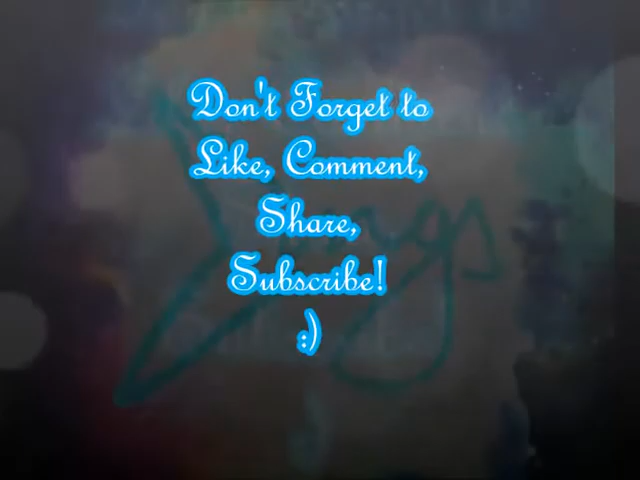 Don't Forget to
Like, Comment,
Share,
Subscribe!
:)